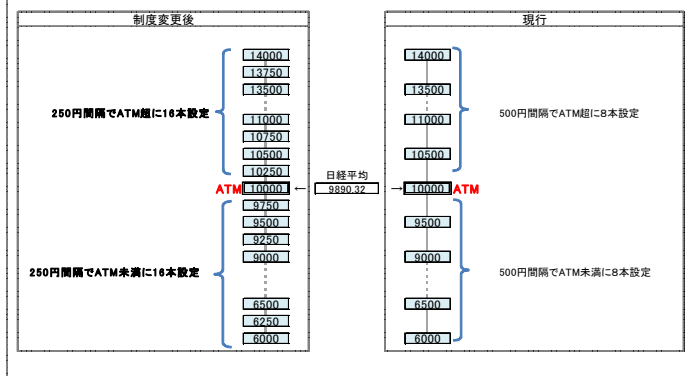 制度変更後
14000
13750
13500
250円間隔でATM超に16本設定
11000
10750
10500
10250
ATM 10000 ←
9750
9500
9250
9000
250円間隔でATM未満に16本設定
6500
6250
6000
日経平均
9890.32
現行
14000
13500
11000
500円間隔でATM超に8本設定
10500
→ 10000 ATM
9500
9000
500円間隔でATM未満に8本設定
6500
6000